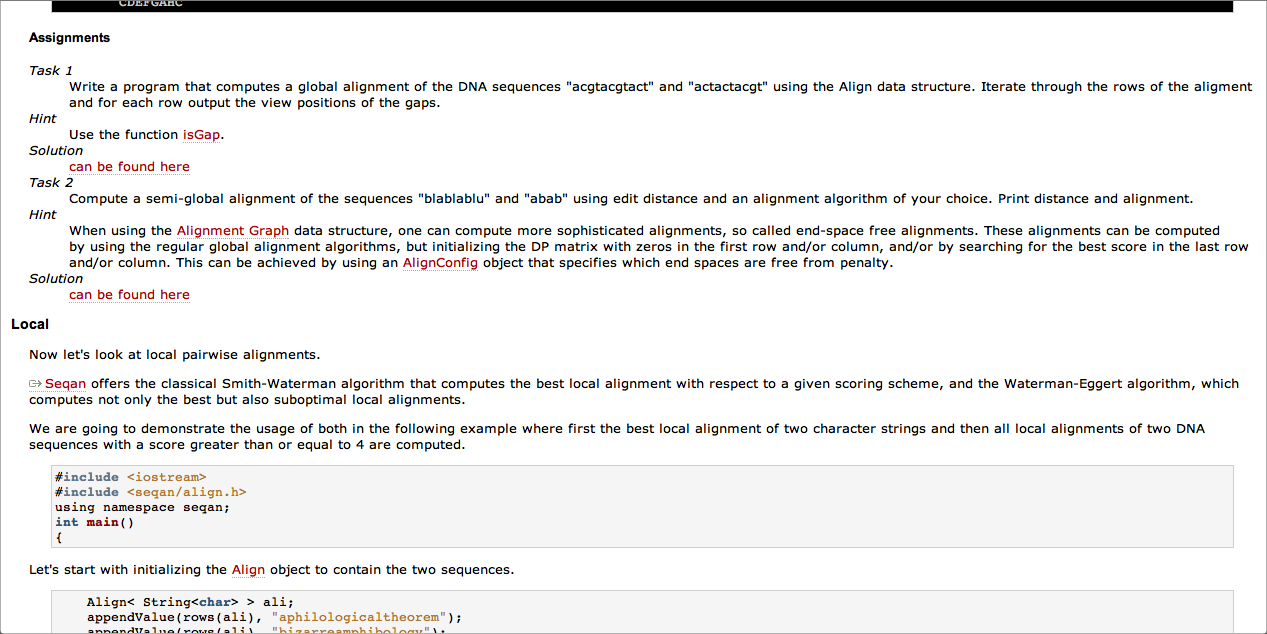 CDEFGAHC
Assignments
Task 1
Write a program that computes a global alignment of the DNA sequences "acgtacgtact" and "actactacgt" using the Align data structure. Iterate through the rows of the aligment
and for each row output the view positions of the gaps.
Hint
Use the function isGap.
Solution
can be found here
Task 2
Compute a semi-global alignment of the sequences "blablablu" and "abab" using edit distance and an alignment algorithm of your choice. Print distance and alignment.
Hint
When using the Alignment Graph data structure, one can compute more sophisticated alignments, so called end-space free alignments. These alignments can be computed
by using the regular global alignment algorithms, but initializing the DP matrix with zeros in the first row and/or column, and/or by searching for the best score in the last row
and/or column. This can be achieved by using an AlignConfig object that specifies which end spaces are free from penalty.
Solution
can be found here
Local
Now let's look at local pairwise alignments.
Seqan offers the classical Smith-Waterman algorithm that computes the best local alignment with respect to a given scoring scheme, and the Waterman-Eggert algorithm, which
computes not only the best but also suboptimal local alignments.
We are going to demonstrate the usage of both in the following example where first the best local alignment of two character strings and then all local alignments of two DNA
sequences with a score greater than or equal to 4 are computed.
#include <iostream>
#include <seqan/align.h>
using namespace seqan;
int main()
{
Let's start with initializing the Align object to contain the two sequences.
Align< String<char> > ali;
appendValue(rows(ali), "aphilologicaltheorem");
appendValue(rows(ali), "bizarreamphibology");